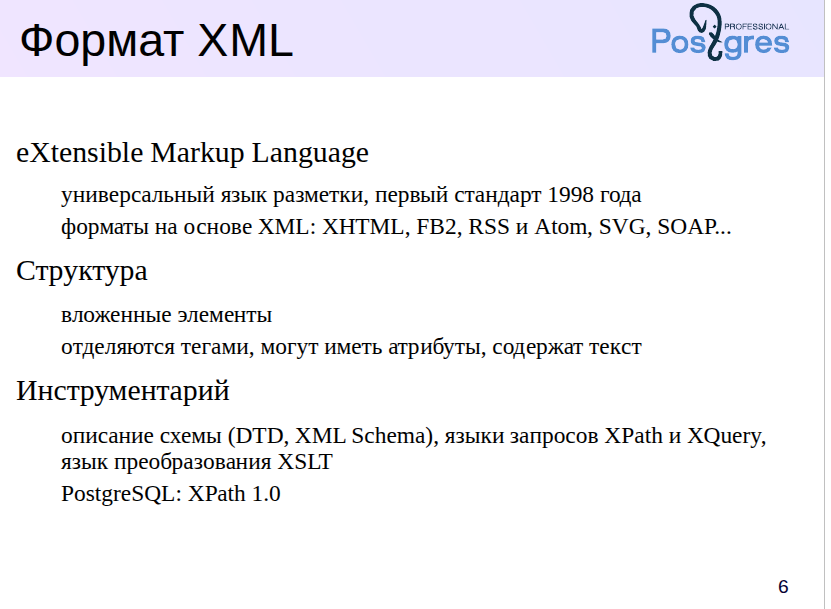 Формат XML
PROFESSIONAL
Postgres
eXtensible Markup Language
универсальный язык разметки, первый стандарт 1998 года
форматы на основе XML: XHTML, FB2, RSS и Atom, SVG, SOAP...
Структура
вложенные элементы
отделяются тегами, могут иметь атрибуты, содержат текст
Инструментарий
описание схемы (DTD, XML Schema), языки запросов XPath и XQuery,
язык преобразования XSLT
PostgreSQL: XPath 1.0
6